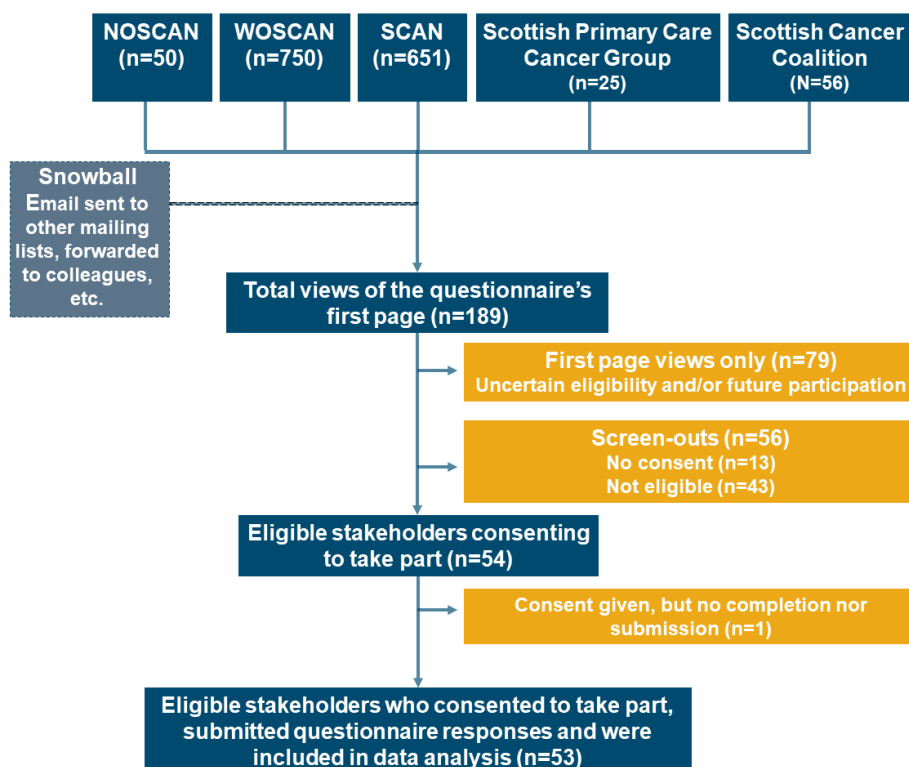 NOSCAN
(n=50)
WOSCAN
(n=750)
SCAN
(n=651)
Scottish Primary Care
Cancer Group
(n=25)
Scottish Cancer
Coalition
(N=56)
Snowball
Email sent to
other mailing
lists, forwarded
to colleagues,
etc.
Total views of the questionnaire's
first page (n=189)
First page views only (n=79)
Uncertain eligibility and/or future participation
Screen-outs (n=56)
No consent (n=13)
Not eligible (n=43)
Eligible stakeholders consenting
to take part (n=54)
Consent given, but no completion nor
submission (n=1)
Eligible stakeholders who consented to take part,
submitted questionnaire responses and were
included in data analysis (n=53)